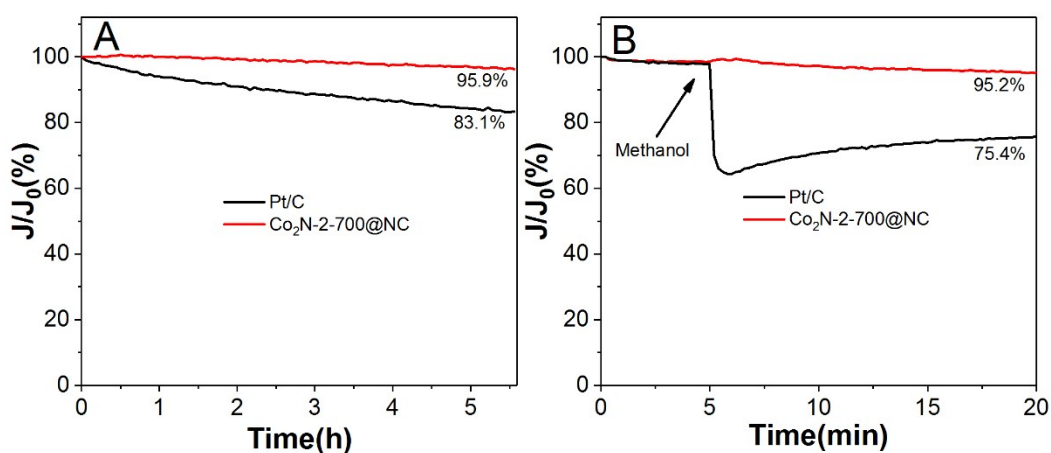 A
100
80
60
40
20
0
J/J₀(%)
95.9%
83.1%
Pt/C
Co₂N-2-700@NC
0
1
2
3
4
5
Time(h)
B
100
80
60
40
20
0
J/J₀(%)
Methanol
95.2%
75.4%
Pt/C
Co₂N-2-700@NC
0
5
10
15
20
Time(min)